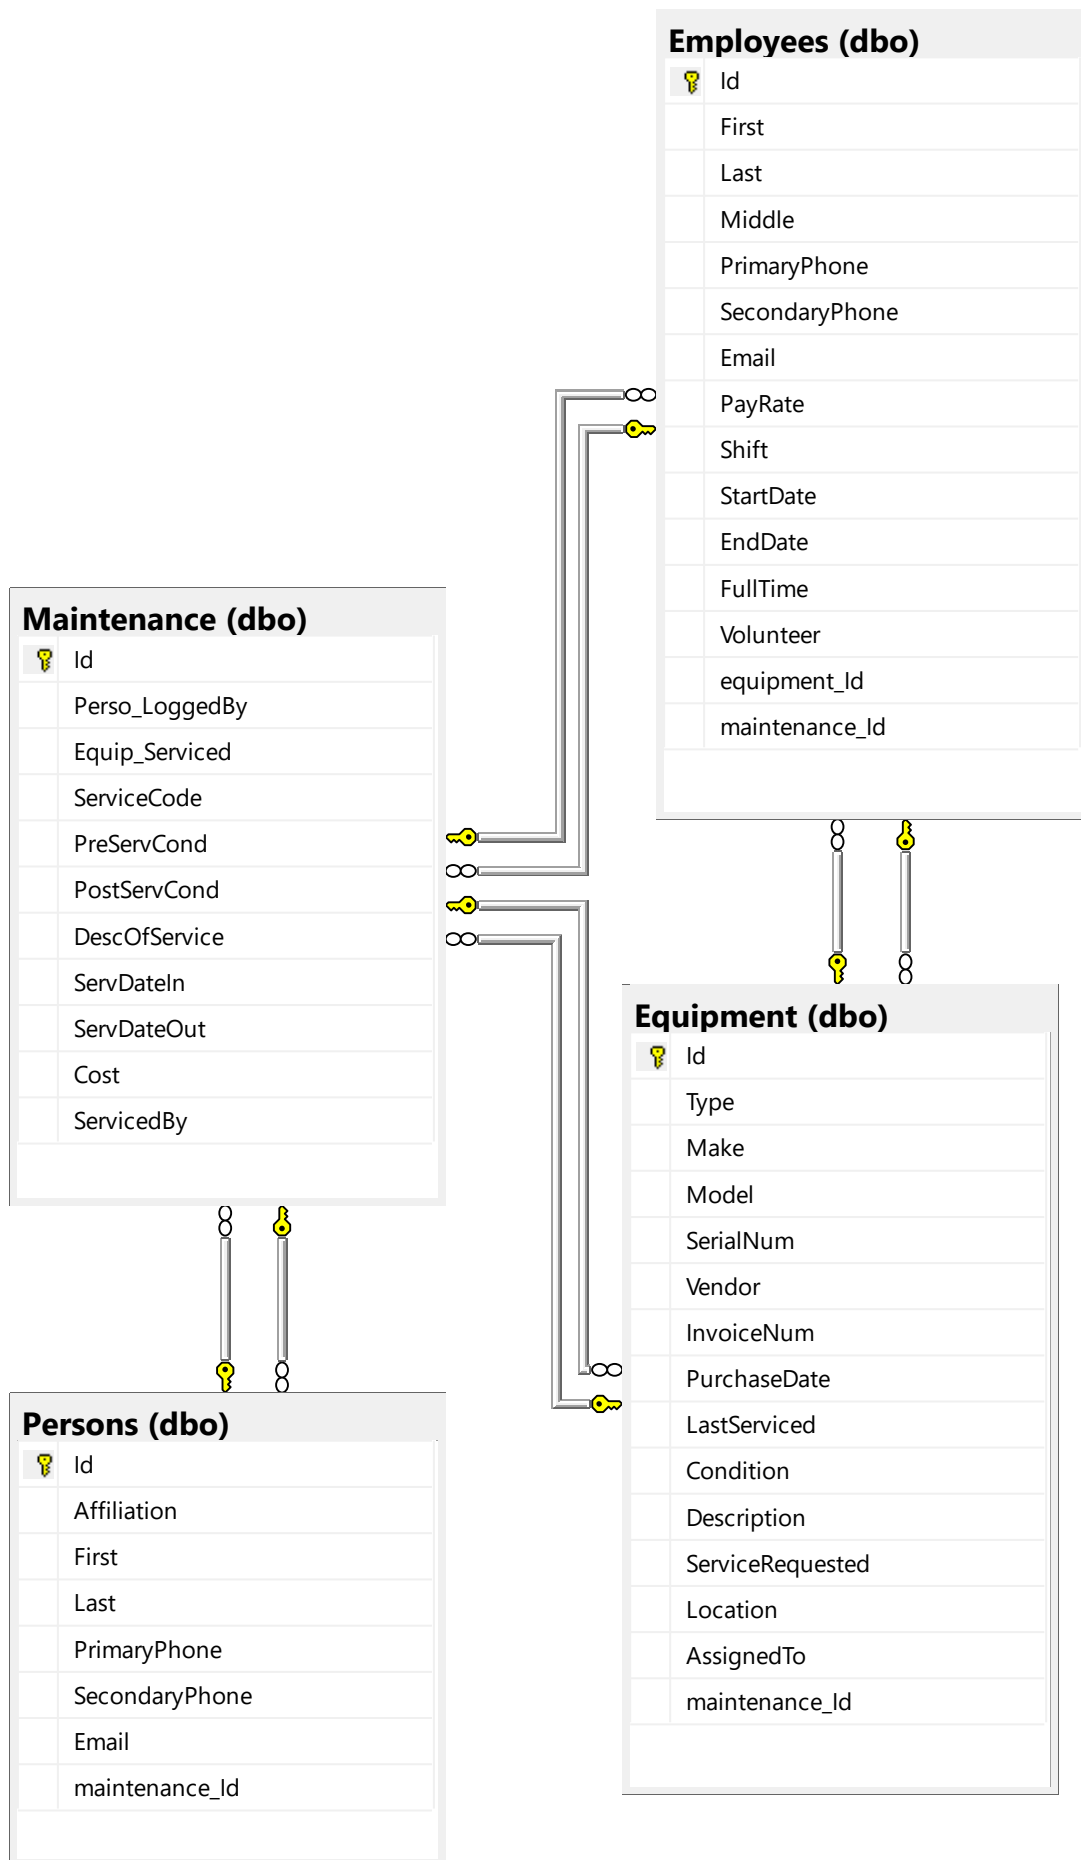 Employees (dbo)
Id
First
Last
Middle
PrimaryPhone
SecondaryPhone
Email
PayRate
Shift
StartDate
EndDate
FullTime
Volunteer
equipment_Id
maintenance_Id
Maintenance (dbo)
Id
Perso_LoggedBy
Equip_Serviced
ServiceCode
PreServCond
PostServCond
DescOfService
ServDateIn
ServDateOut
Cost
ServicedBy
Equipment (dbo)
Id
Type
Make
Model
SerialNum
Vendor
InvoiceNum
PurchaseDate
LastServiced
Condition
Description
ServiceRequested
Location
AssignedTo
maintenance_Id
Persons (dbo)
Id
Affiliation
First
Last
PrimaryPhone
SecondaryPhone
Email
maintenance_Id